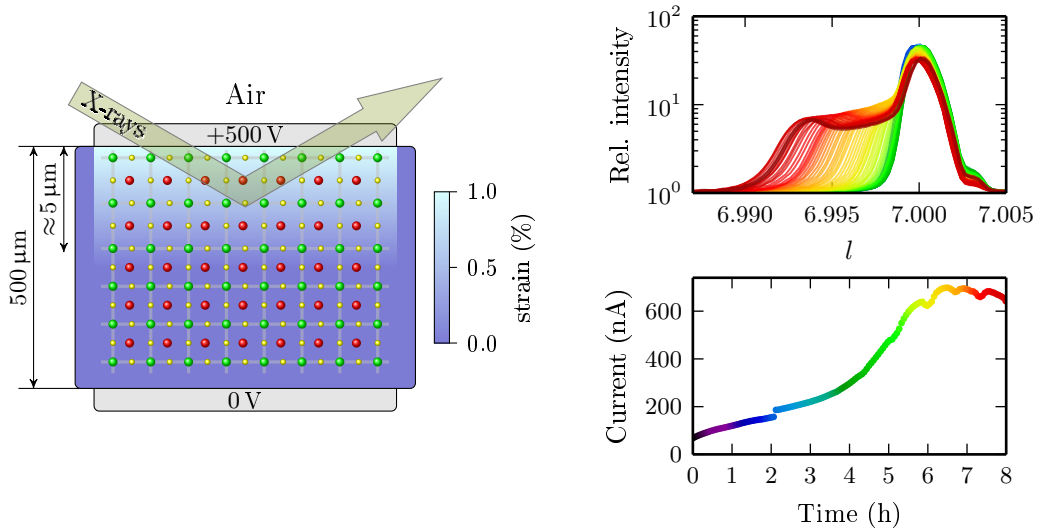 Air
X-rays
+500 V
≈5 μm
500 μm
0 V
1.0
0.5
0.0
strain (%)
10²
10¹
10⁰
Rel. intensity
6.990 6.995 7.000 7.005
l
600
400
200
0
Current (nA)
0 1 2 3 4 5 6 7 8
Time (h)